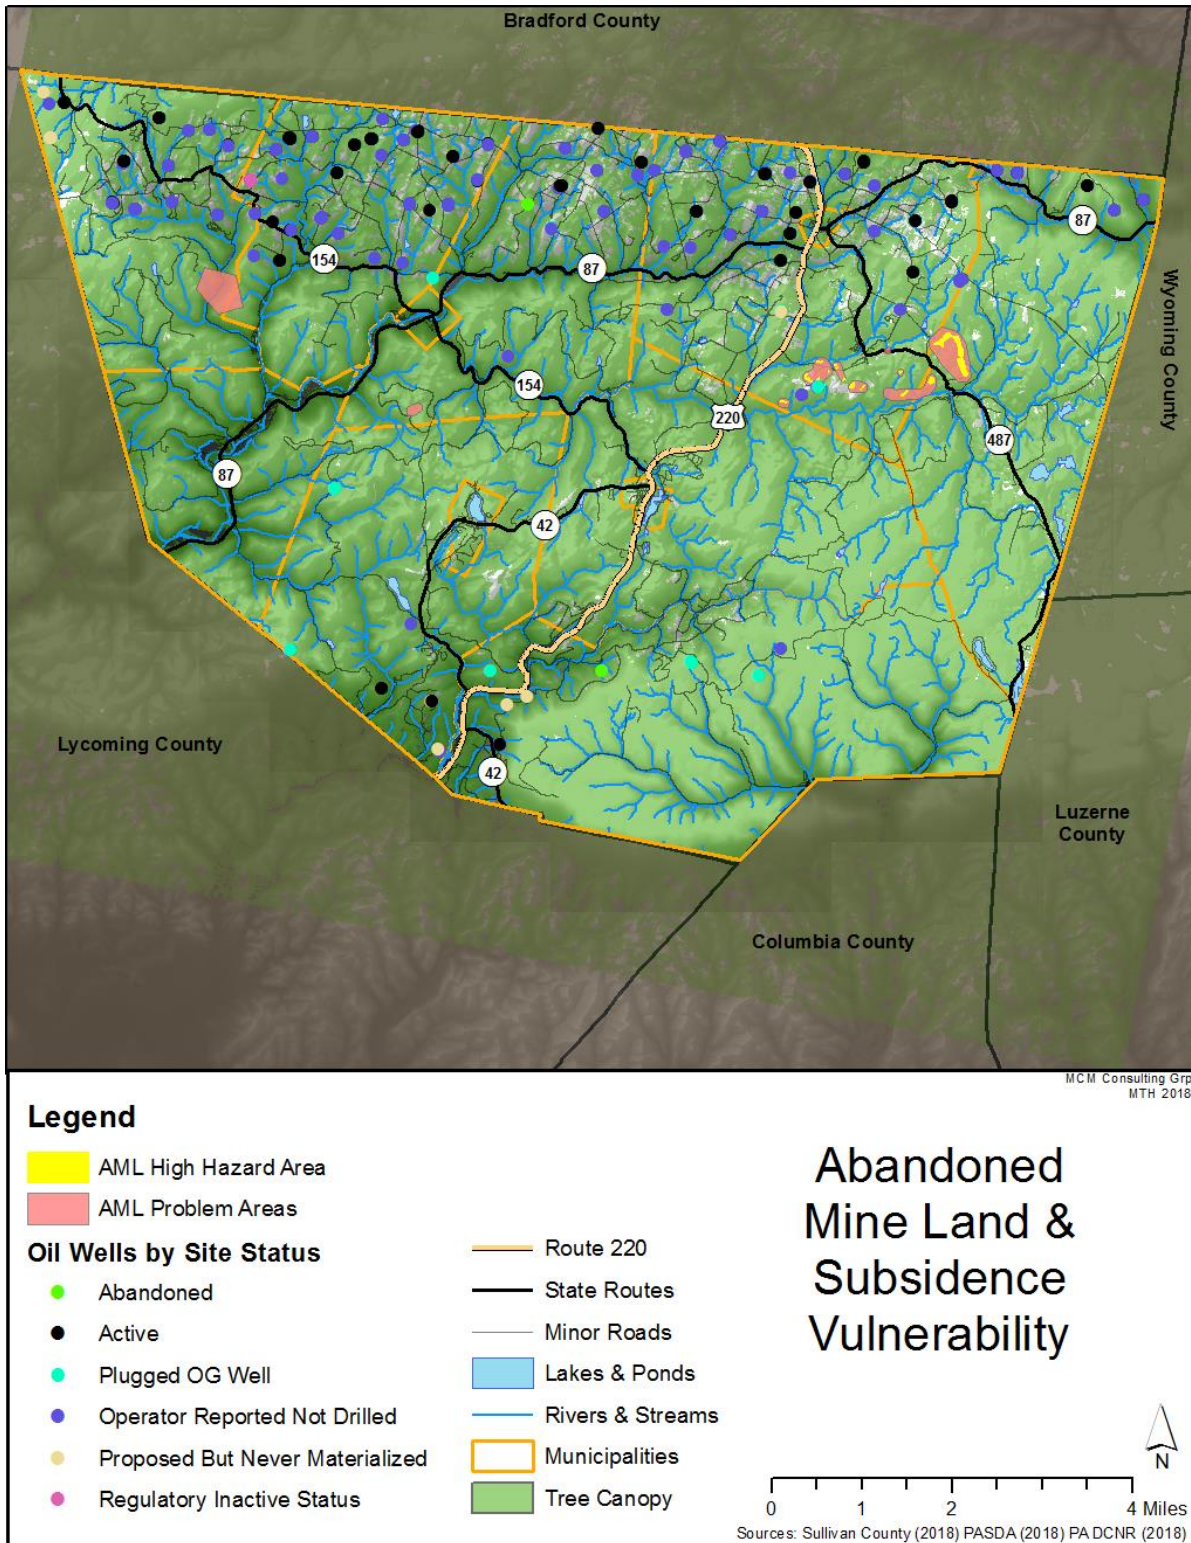 Bradford County
87
154
87
Wyoming County
154
220
487
87
42
Lycoming County
42
Luzerne
County
Columbia County
MCM Consulting Grp
MTH 2018
Legend
AML High Hazard Area
AML Problem Areas
Oil Wells by Site Status
Abandoned
Active
Plugged OG Well
Operator Reported Not Drilled
Proposed But Never Materialized
Regulatory Inactive Status
Route 220
State Routes
Minor Roads
Lakes & Ponds
Rivers & Streams
Municipalities
Tree Canopy
Abandoned
Mine Land &
Subsidence
Vulnerability
N
0 1 2 4 Miles
Sources: Sullivan County (2018) PASDA (2018) PA DCNR (2018)